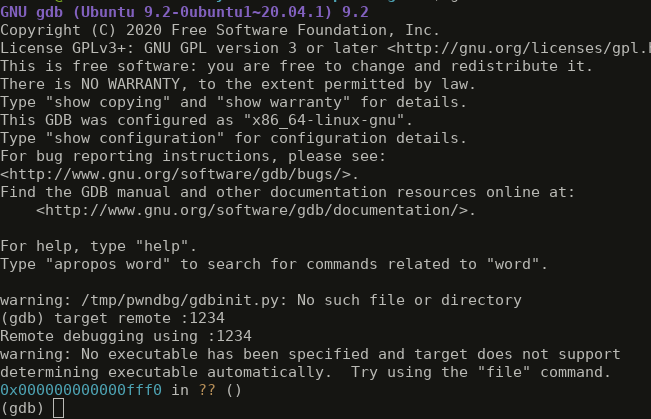 GNU gdb (Ubuntu 9.2-0ubuntu1~20.04.1) 9.2
Copyright (C) 2020 Free Software Foundation, Inc.
License GPLv3+: GNU GPL version 3 or later <http://gnu.org/licenses/gpl.
This is free software: you are free to change and redistribute it.
There is NO WARRANTY, to the extent permitted by law.
Type "show copying" and "show warranty" for details.
This GDB was configured as "x86_64-linux-gnu".
Type "show configuration" for configuration details.
For bug reporting instructions, please see:
<http://www.gnu.org/software/gdb/bugs/>.
Find the GDB manual and other documentation resources online at:
    <http://www.gnu.org/software/gdb/documentation/>.

For help, type "help".
Type "apropos word" to search for commands related to "word".

warning: /tmp/pwndbg/gdbinit.py: No such file or directory
(gdb) target remote :1234
Remote debugging using :1234
warning: No executable has been specified and target does not support
determining executable automatically.  Try using the "file" command.
0x000000000000fff0 in ?? ()
(gdb)